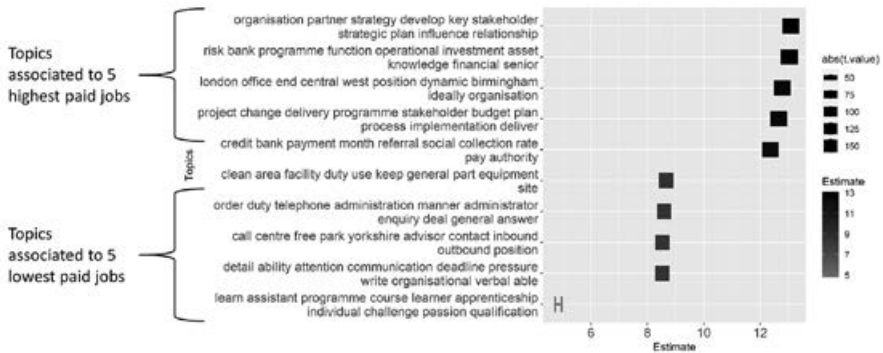 Topics
associated to 5
highest paid jobs
Topics
associated to 5
lowest paid jobs
Topics
organisation partner strategy develop key stakeholder
strategic plan influence relationship
risk bank programme function operational investment asset
knowledge financial senior
london office end central west position dynamic birmingham
ideally organisation
project change delivery programme stakeholder budget plan
process implementation deliver
credit bank payment month referral social collection rate
pay authority
clean area facility duty use keep general part equipment
site
order duty telephone administration manner administrator
enquiry deal general answer
call centre free park yorkshire advisor contact inbound
outbound position
detail ability attention communication deadline pressure
write organisational verbal able
learn assistant programme course learner apprenticeship
individual challenge passion qualification
6 8 10 12
Estimate
abs(t.value)
50
75
100
125
150
Estimate
13
11
9
7
5